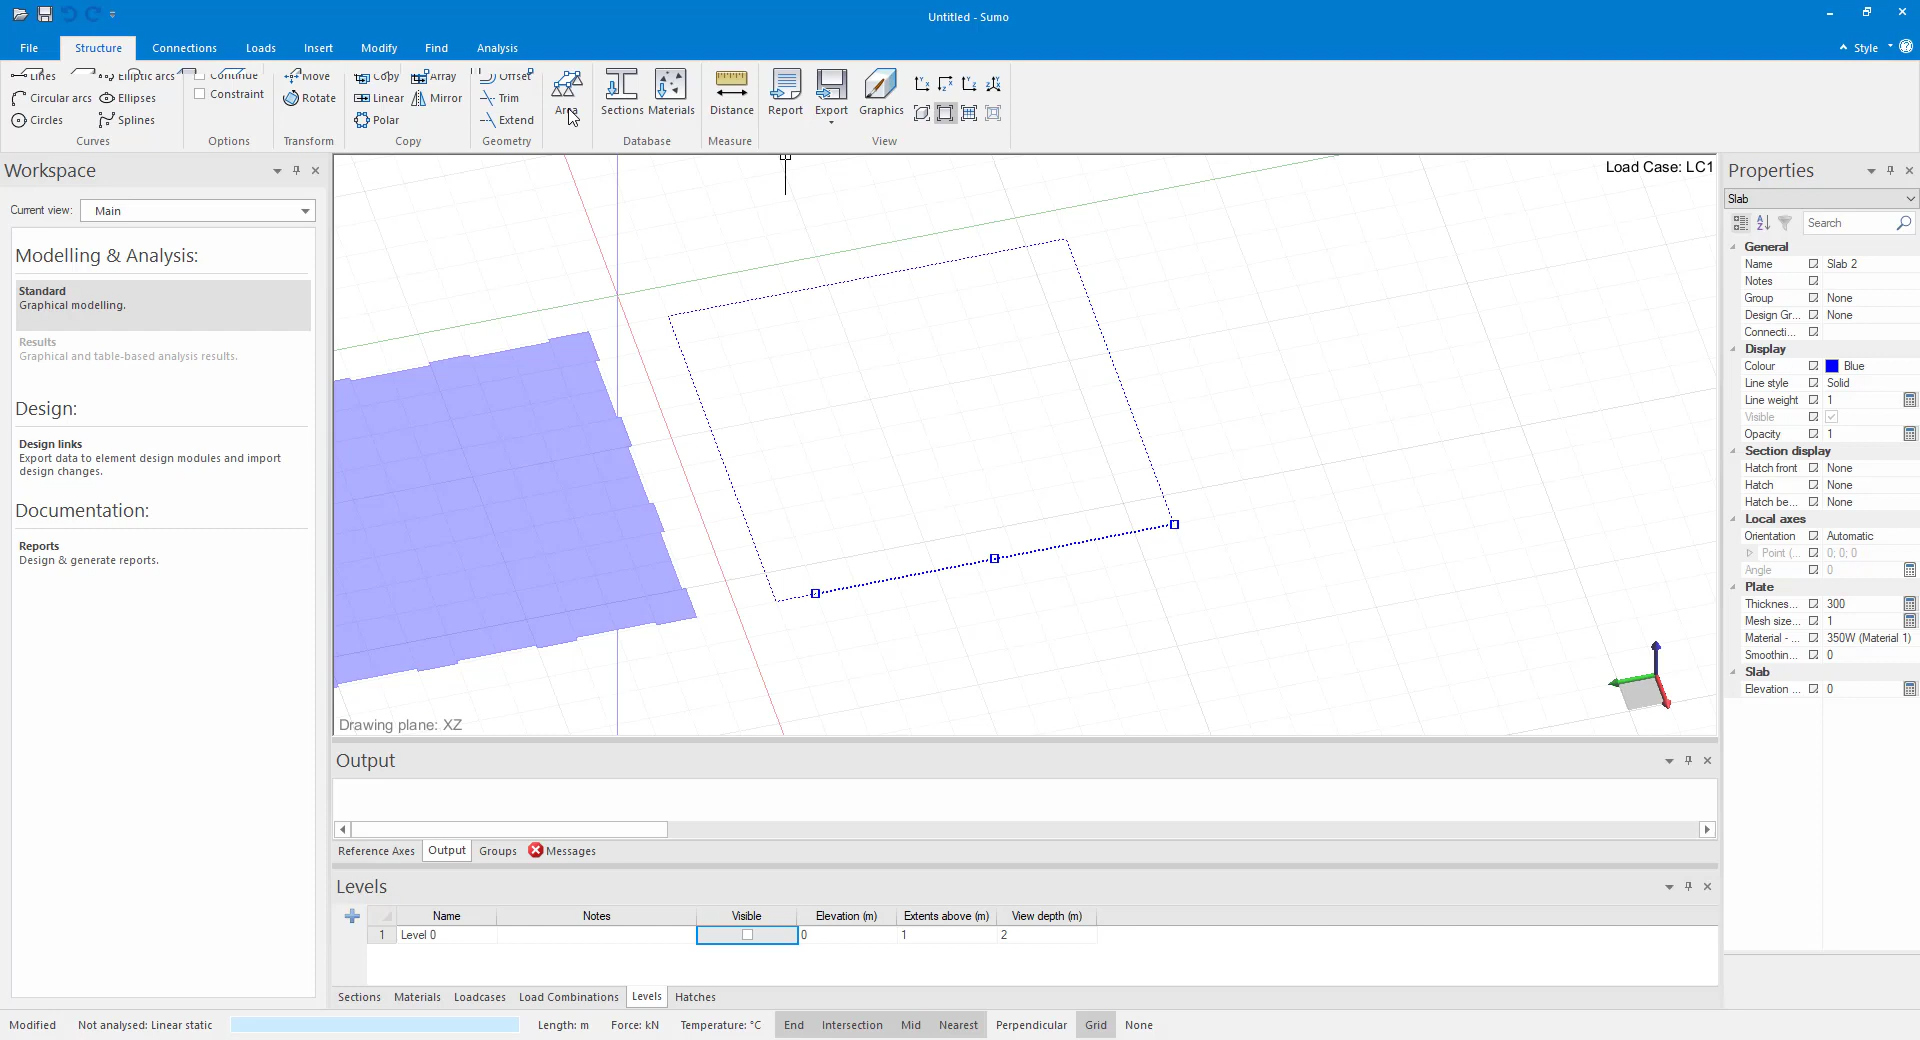 Untitled - Sumo
File Structure Connections Loads Insert Modify Find Analysis Style
Lines Elliptic arcs Continue Move Copy Array Offset
Circular arcs Ellipses Constraint Rotate Linear Mirror Trim Area Sections Materials Distance Report Export Graphics
Circles Splines Polar Extend
Curves Options Transform Copy Geometry Database Measure View
Workspace
Current view: Main
Modelling & Analysis:
Standard
Graphical modelling.
Results
Graphical and table-based analysis results.
Design:
Design links
Export data to element design modules and import
design changes.
Documentation:
Reports
Design & generate reports.
Load Case: LC1
Drawing plane: XZ
Properties
Slab
Search
General
Name Slab 2
Notes
Group None
Design Gr... None
Connecti...
Display
Colour Blue
Line style Solid
Line weight 1
Visible
Opacity 1
Section display
Hatch front None
Hatch None
Hatch be... None
Local axes
Orientation Automatic
Point (... 0; 0; 0
Angle 0
Plate
Thicknes... 300
Mesh size... 1
Material - ... 350W (Material 1)
Smoothin... 0
Slab
Elevation ... 0
Output
Reference Axes Output Groups Messages
Levels
Name Notes Visible Elevation (m) Extents above (m) View depth (m)
1 Level 0 0 1 2
Sections Materials Loadcases Load Combinations Levels Hatches
Modified Not analysed: Linear static Length: m Force: kN Temperature: °C End Intersection Mid Nearest Perpendicular Grid None